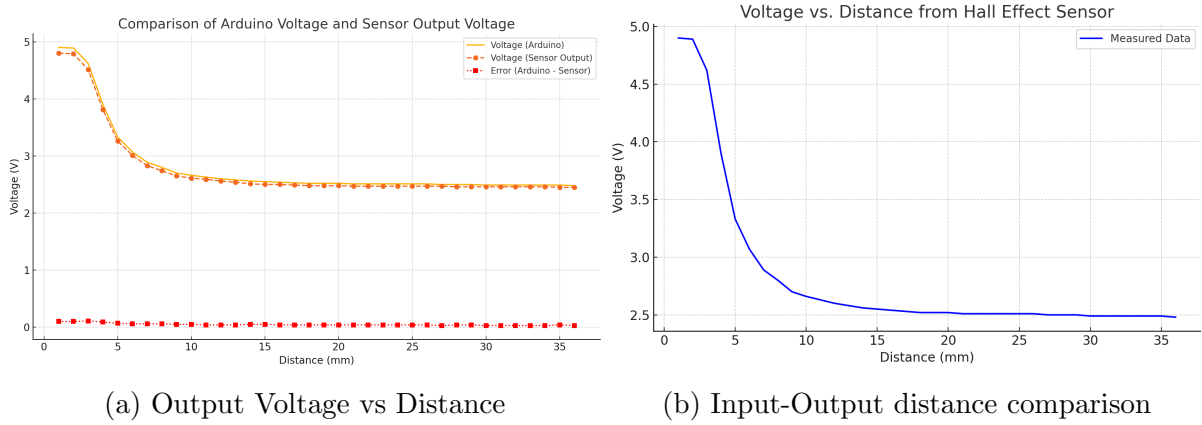 Comparison of Arduino Voltage and Sensor Output Voltage
Voltage (Arduino)
Voltage (Sensor Output)
Error (Arduino - Sensor)
5
4
3
2
1
0
Voltage (V)
0 5 10 15 20 25 30 35
Distance (mm)
(a) Output Voltage vs Distance
Voltage vs. Distance from Hall Effect Sensor
Measured Data
5.0
4.5
4.0
3.5
3.0
2.5
Voltage (V)
0 5 10 15 20 25 30 35
Distance (mm)
(b) Input-Output distance comparison